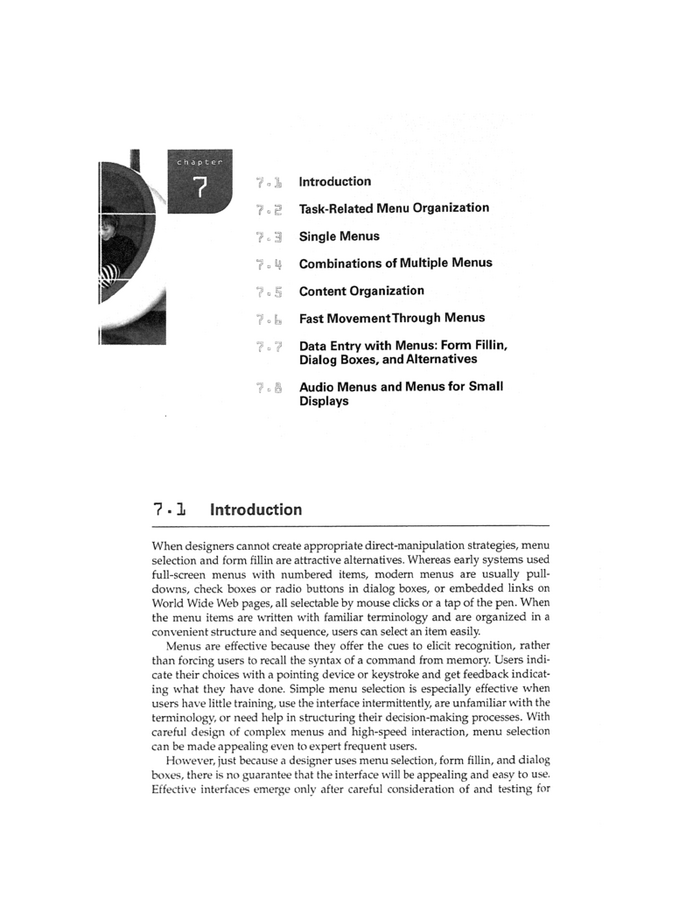 chapter
7
7.1 Introduction
7.2 Task-Related Menu Organization
7.3 Single Menus
7.4 Combinations of Multiple Menus
7.5 Content Organization
7.6 Fast Movement Through Menus
7.7 Data Entry with Menus: Form Fillin,
Dialog Boxes, and Alternatives
7.8 Audio Menus and Menus for Small
Displays
7.1 Introduction
When designers cannot create appropriate direct-manipulation strategies, menu
selection and form fillin are attractive alternatives. Whereas early systems used
full-screen menus with numbered items, modern menus are usually pull-
downs, check boxes or radio buttons in dialog boxes, or embedded links on
World Wide Web pages, all selectable by mouse clicks or a tap of the pen. When
the menu items are written with familiar terminology and are organized in a
convenient structure and sequence, users can select an item easily.
Menus are effective because they offer the cues to elicit recognition, rather
than forcing users to recall the syntax of a command from memory. Users indi-
cate their choices with a pointing device or keystroke and get feedback indicat-
ing what they have done. Simple menu selection is especially effective when
users have little training, use the interface intermittently, are unfamiliar with the
terminology, or need help in structuring their decision-making processes. With
careful design of complex menus and high-speed interaction, menu selection
can be made appealing even to expert frequent users.
However, just because a designer uses menu selection, form fillin, and dialog
boxes, there is no guarantee that the interface will be appealing and easy to use.
Effective interfaces emerge only after careful consideration of and testing for